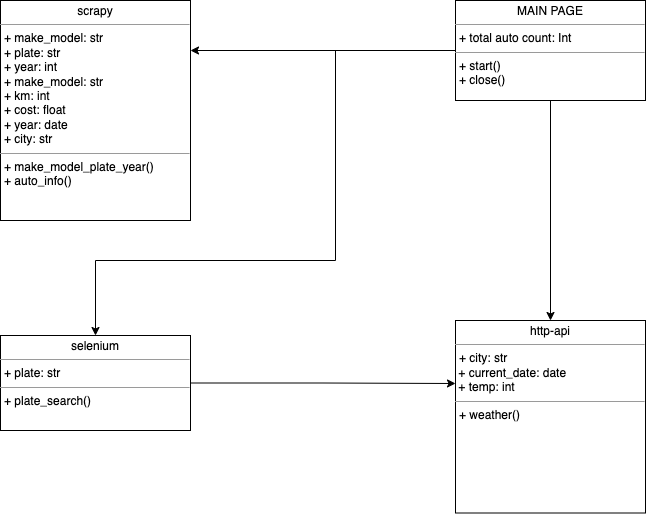 scrapy
+ make_model: str
+ plate: str
+ year: int
+ make_model: str
+ km: int
+ cost: float
+ year: date
+ city: str
+ make_model_plate_year()
+ auto_info()
MAIN PAGE
+ total auto count: Int
+ start()
+ close()
selenium
+ plate: str
+ plate_search()
http-api
+ city: str
+ current_date: date
+ temp: int
+ weather()